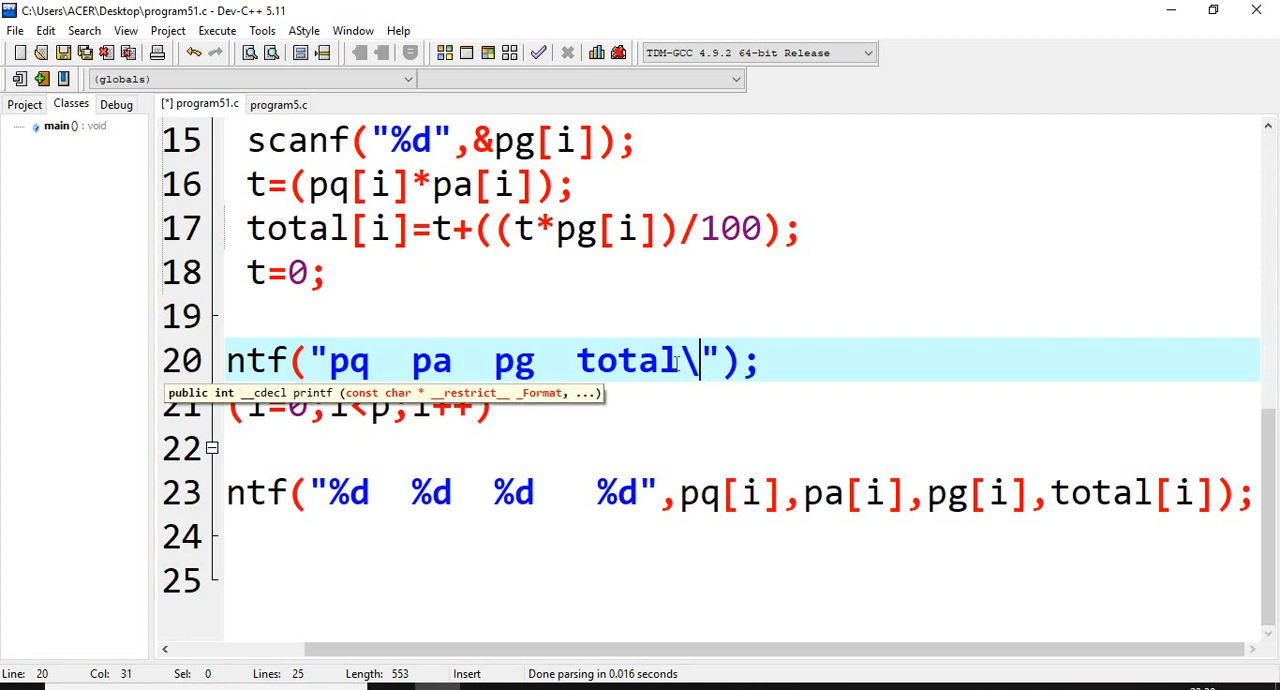 C:\Users\ACER\Desktop\program51.c - Dev-C++ 5.11
File Edit Search View Project Execute Tools AStyle Window Help
TDM-GCC 4.9.2 64-bit Release
(globals)
Project Classes Debug [*] program51.c program5.c
main () : void
15 scanf("%d",&pg[i]);
16 t=(pq[i]*pa[i]);
17 total[i]=t+((t*pg[i])/100);
18 t=0;
19
20 ntf("pq  pa  pg  total\");
public int __cdecl printf (const char * __restrict__ _Format, ...)
21 (i=0;i<p;i++)
22
23 ntf("%d  %d  %d   %d",pq[i],pa[i],pg[i],total[i]);
24
25
Line: 20 Col: 31 Sel: 0 Lines: 25 Length: 553 Insert Done parsing in 0.016 seconds